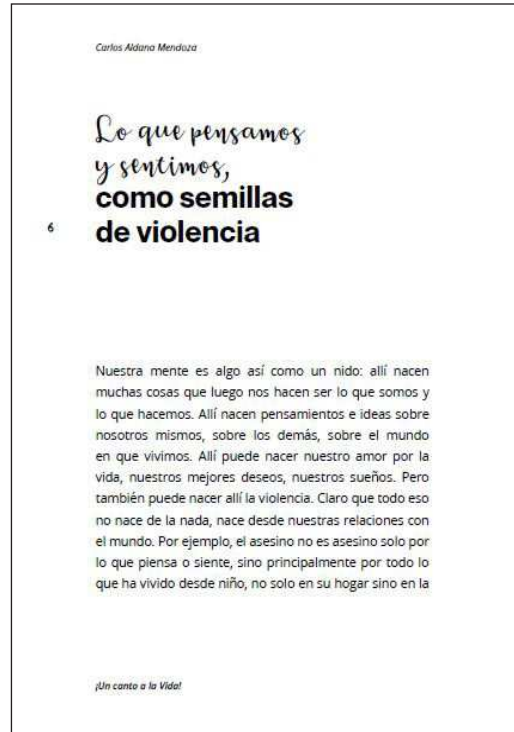 Carlos Aldana Mendoza
Lo que pensamos
y sentimos,
como semillas
6
de violencia
Nuestra mente es algo así como un nido: allí nacen
muchas cosas que luego nos hacen ser lo que somos y
lo que hacemos. Allí nacen pensamientos e ideas sobre
nosotros mismos, sobre los demás, sobre el mundo
en que vivimos. Allí puede nacer nuestro amor por la
vida, nuestros mejores deseos, nuestros sueños. Pero
también puede nacer allí la violencia. Claro que todo eso
no nace de la nada, nace desde nuestras relaciones con
el mundo. Por ejemplo, el asesino no es asesino solo por
lo que piensa o siente, sino principalmente por todo lo
que ha vivido desde niño, no solo en su hogar sino en la
¡Un canto a la Vida!